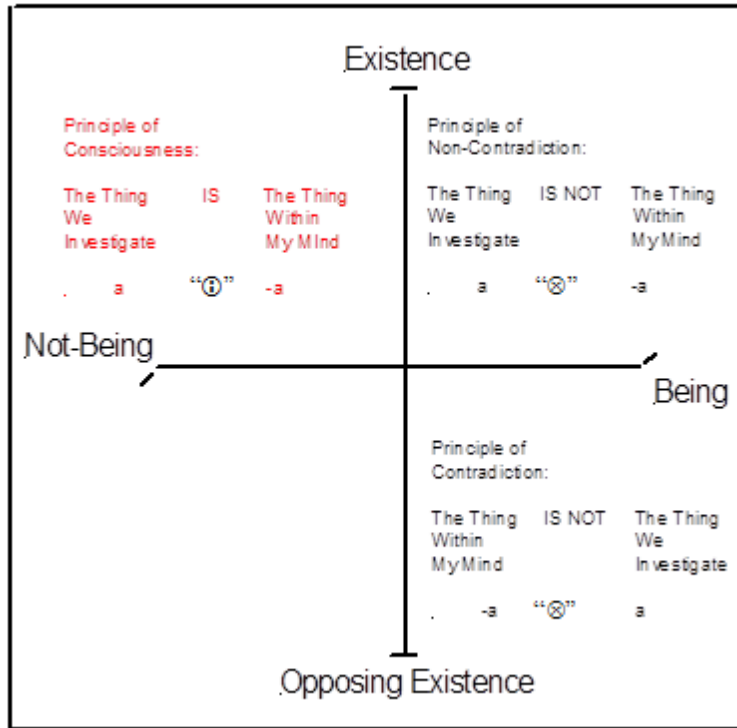 Existence
Principle of
Consciousness:
The Thing IS The Thing
We Within
Investigate My MInd
. a “ⓘ” -a
Principle of
Non-Contradiction:
The Thing IS NOT The Thing
We Within
Investigate My Mind
. a “⊗” -a
Not-Being
Being
Principle of
Contradiction:
The Thing IS NOT The Thing
Within We
My Mind Investigate
. -a “⊗” a
Opposing Existence